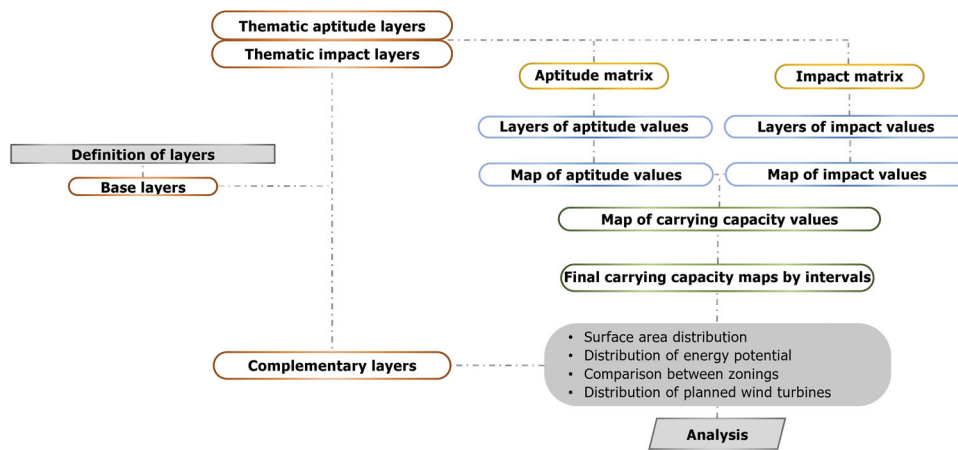 Thematic aptitude layers
Thematic impact layers
Aptitude matrix
Impact matrix
Layers of aptitude values
Layers of impact values
Definition of layers
Base layers
Map of aptitude values
Map of impact values
Map of carrying capacity values
Final carrying capacity maps by intervals
• Surface area distribution
• Distribution of energy potential
• Comparison between zonings
• Distribution of planned wind turbines
Complementary layers
Analysis